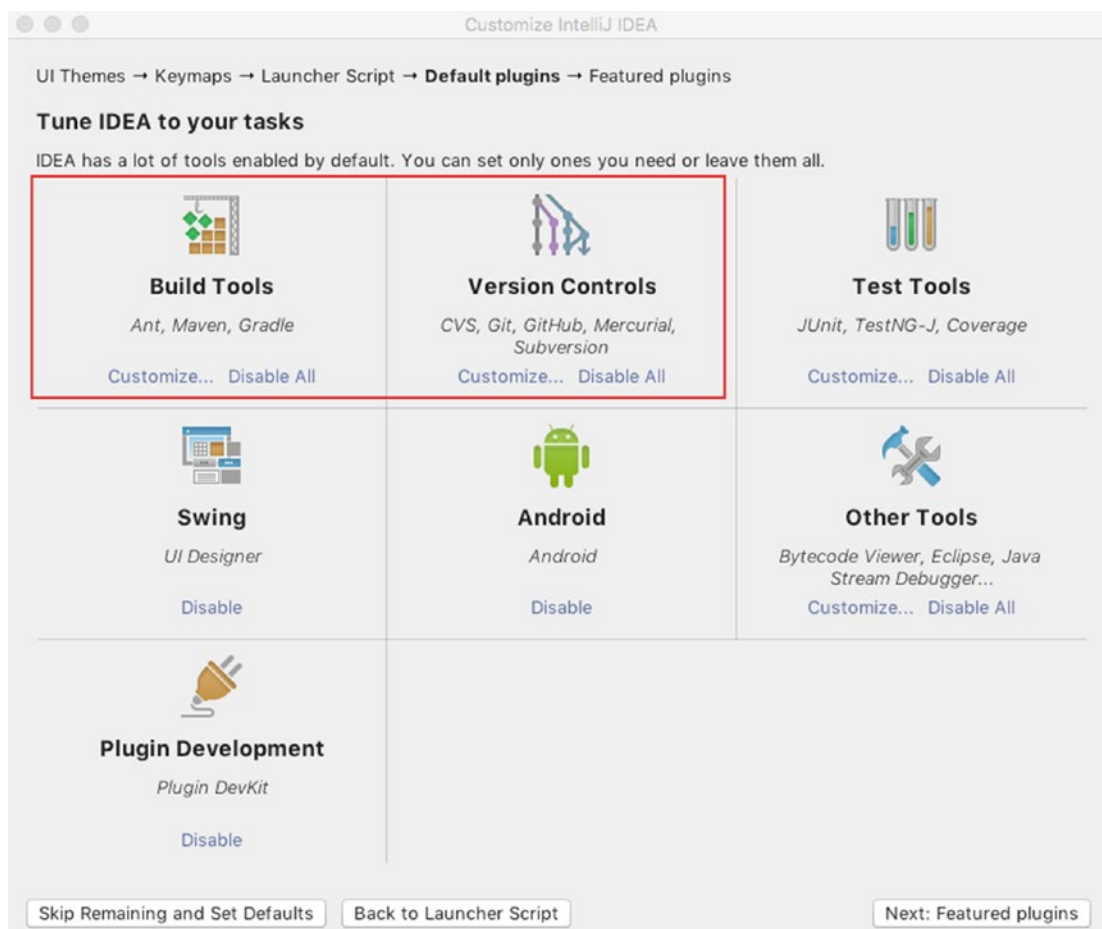 Customize IntelliJ IDEA
UI Themes → Keymaps → Launcher Script → Default plugins → Featured plugins
Tune IDEA to your tasks
IDEA has a lot of tools enabled by default. You can set only ones you need or leave them all.
Build Tools
Ant, Maven, Gradle
Customize... Disable All
Version Controls
CVS, Git, GitHub, Mercurial,
Subversion
Customize... Disable All
Test Tools
JUnit, TestNG-J, Coverage
Customize... Disable All
Swing
UI Designer
Disable
Android
Android
Disable
Other Tools
Bytecode Viewer, Eclipse, Java
Stream Debugger...
Customize... Disable All
Plugin Development
Plugin DevKit
Disable
Skip Remaining and Set Defaults
Back to Launcher Script
Next: Featured plugins